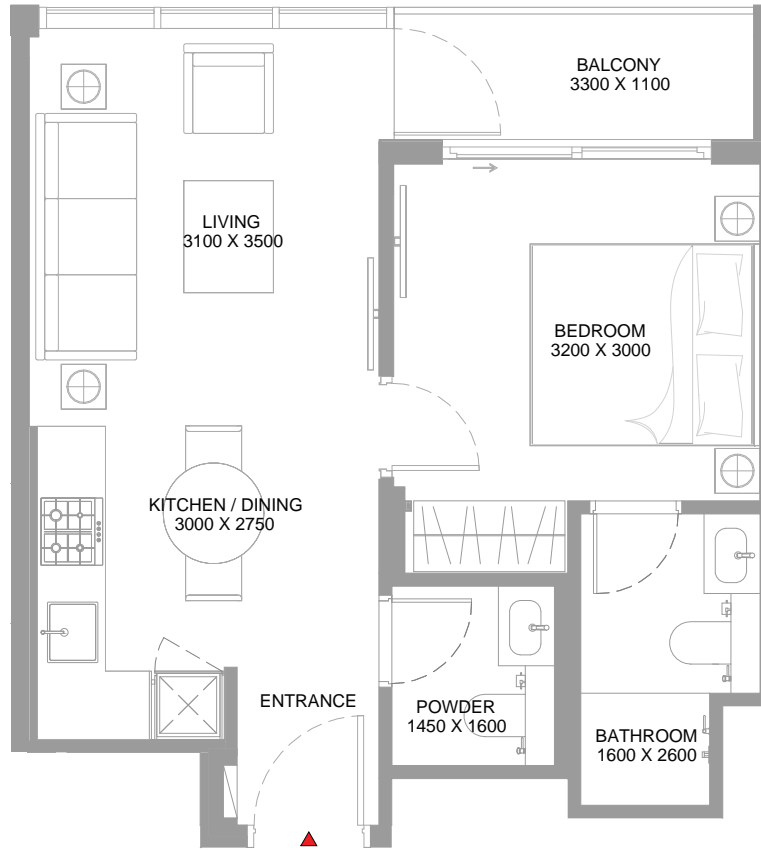 BALCONY
3300 X 1100
LIVING
3100 X 3500
BEDROOM
3200 X 3000
KITCHEN / DINING
3000 X 2750
ENTRANCE
POWDER
1450 X 1600
BATHROOM
1600 X 2600